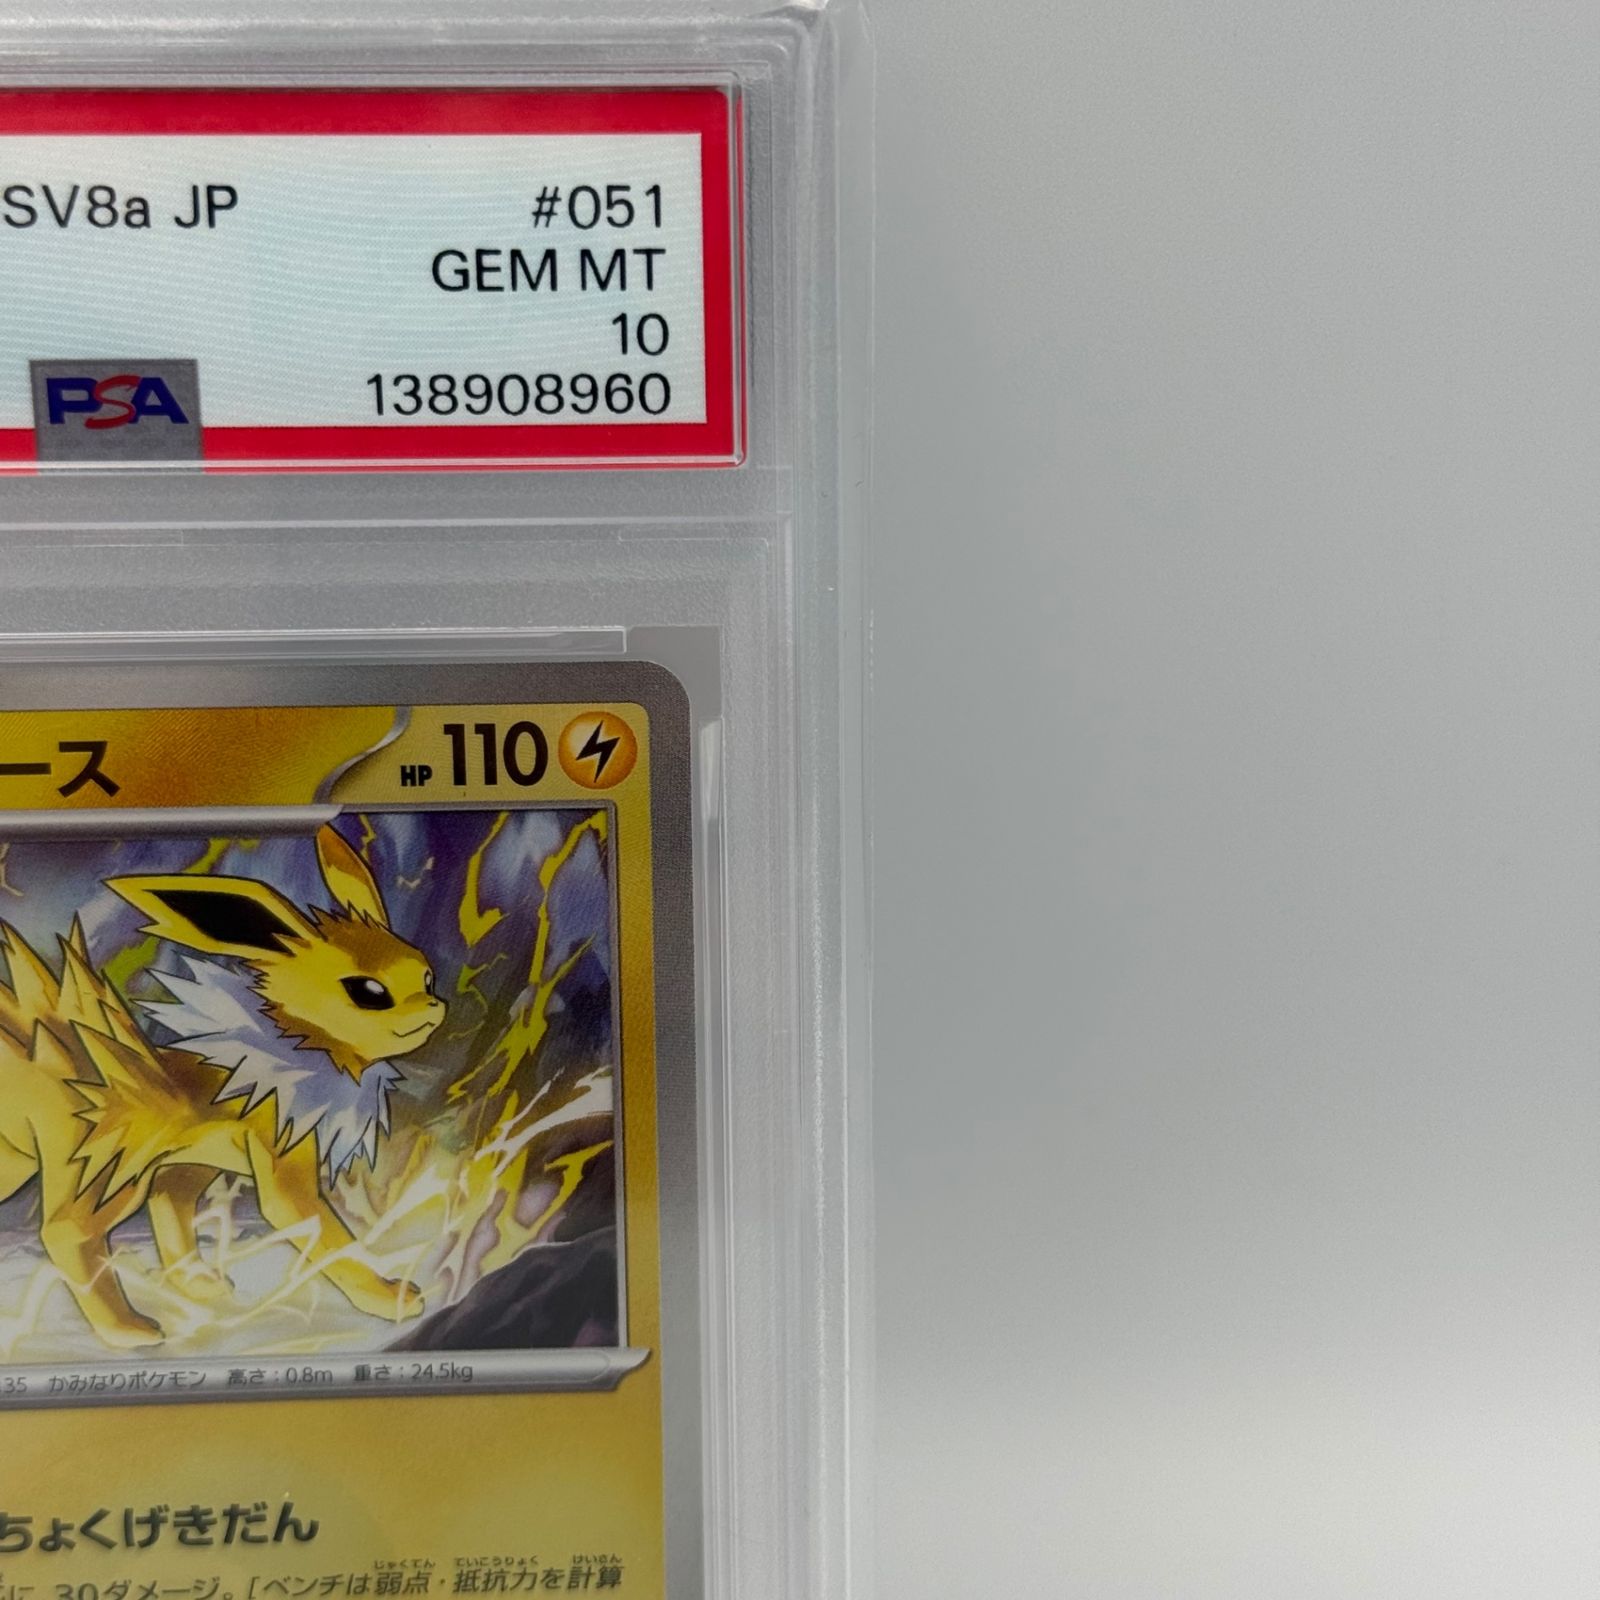 SV8a JP #051
GEM MT
10
PSA 138908960
ース HP 110
35 かみなりポケモン 高さ:0.8m 重さ:24.5kg
ちょくげきだん
に、30ダメージ。[ベンチは弱点・抵抗力を計算